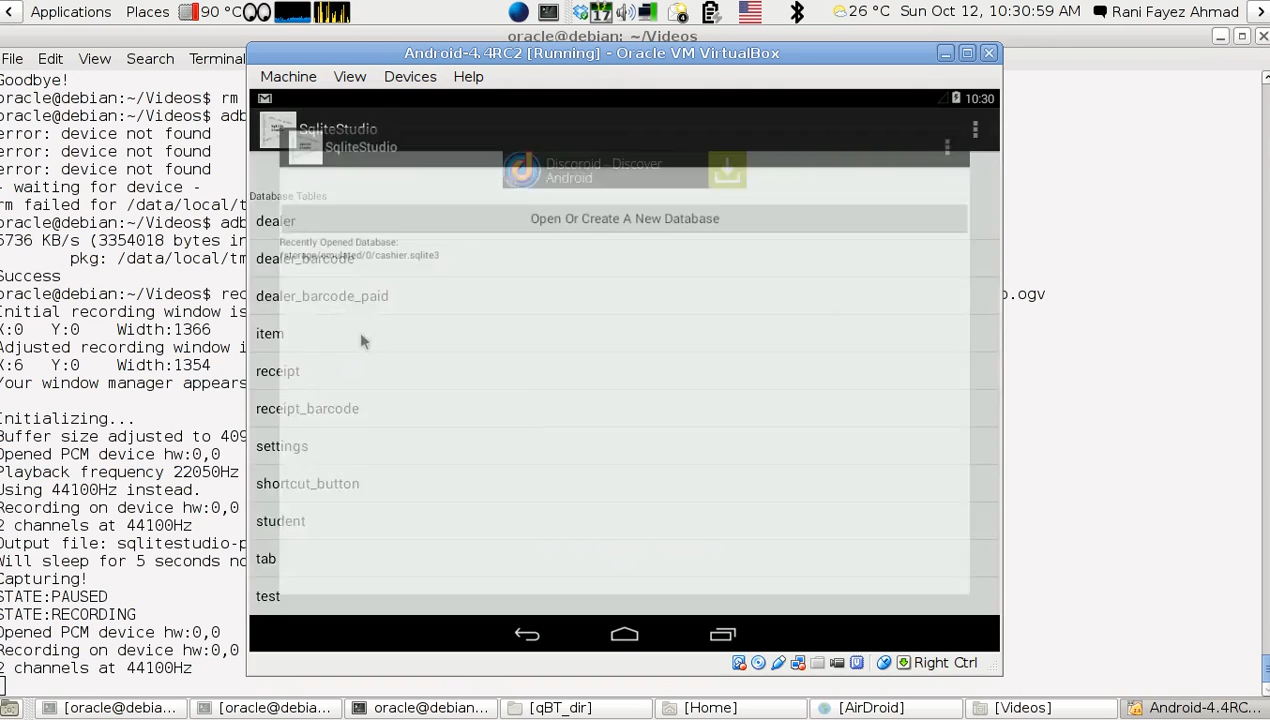 Applications Places 90 °C 17 26 °C Sun Oct 12, 10:30:59 AM Rani Fayez Ahmad
oracle@debian: ~/Videos
File Edit View Search Terminal
Android-4.4RC2 [Running] - Oracle VM VirtualBox
Machine View Devices Help
10:30
SqliteStudio
SqliteStudio
Discoroid - Discover
Android
Database Tables
Open Or Create A New Database
Recently Opened Database:
/storage/emulated/0/cashier.sqlite3
dealer
dealer_barcode
dealer_barcode_paid
item
receipt
receipt_barcode
settings
shortcut_button
student
tab
test
Right Ctrl
Goodbye!
oracle@debian:~/Videos$ rm
oracle@debian:~/Videos$ adb
error: device not found
error: device not found
error: device not found
- waiting for device -
rm failed for /data/local/t
oracle@debian:~/Videos$ adb
5736 KB/s (3354018 bytes in
pkg: /data/local/tm
Success
oracle@debian:~/Videos$ rec
o.ogv
Initial recording window is
X:0 Y:0 Width:1366
Adjusted recording window i
X:6 Y:0 Width:1354
Your window manager appears
Initializing...
Buffer size adjusted to 409
Opened PCM device hw:0,0
Playback frequency 22050Hz
Using 44100Hz instead.
Recording on device hw:0,0
2 channels at 44100Hz
Output file: sqlitestudio-p
Will sleep for 5 seconds no
Capturing!
STATE:PAUSED
STATE:RECORDING
Opened PCM device hw:0,0
Recording on device hw:0,0
2 channels at 44100Hz
[oracle@debia... [oracle@debia... oracle@debian... [qBT_dir] [Home] [AirDroid] [Videos] Android-4.4RC...